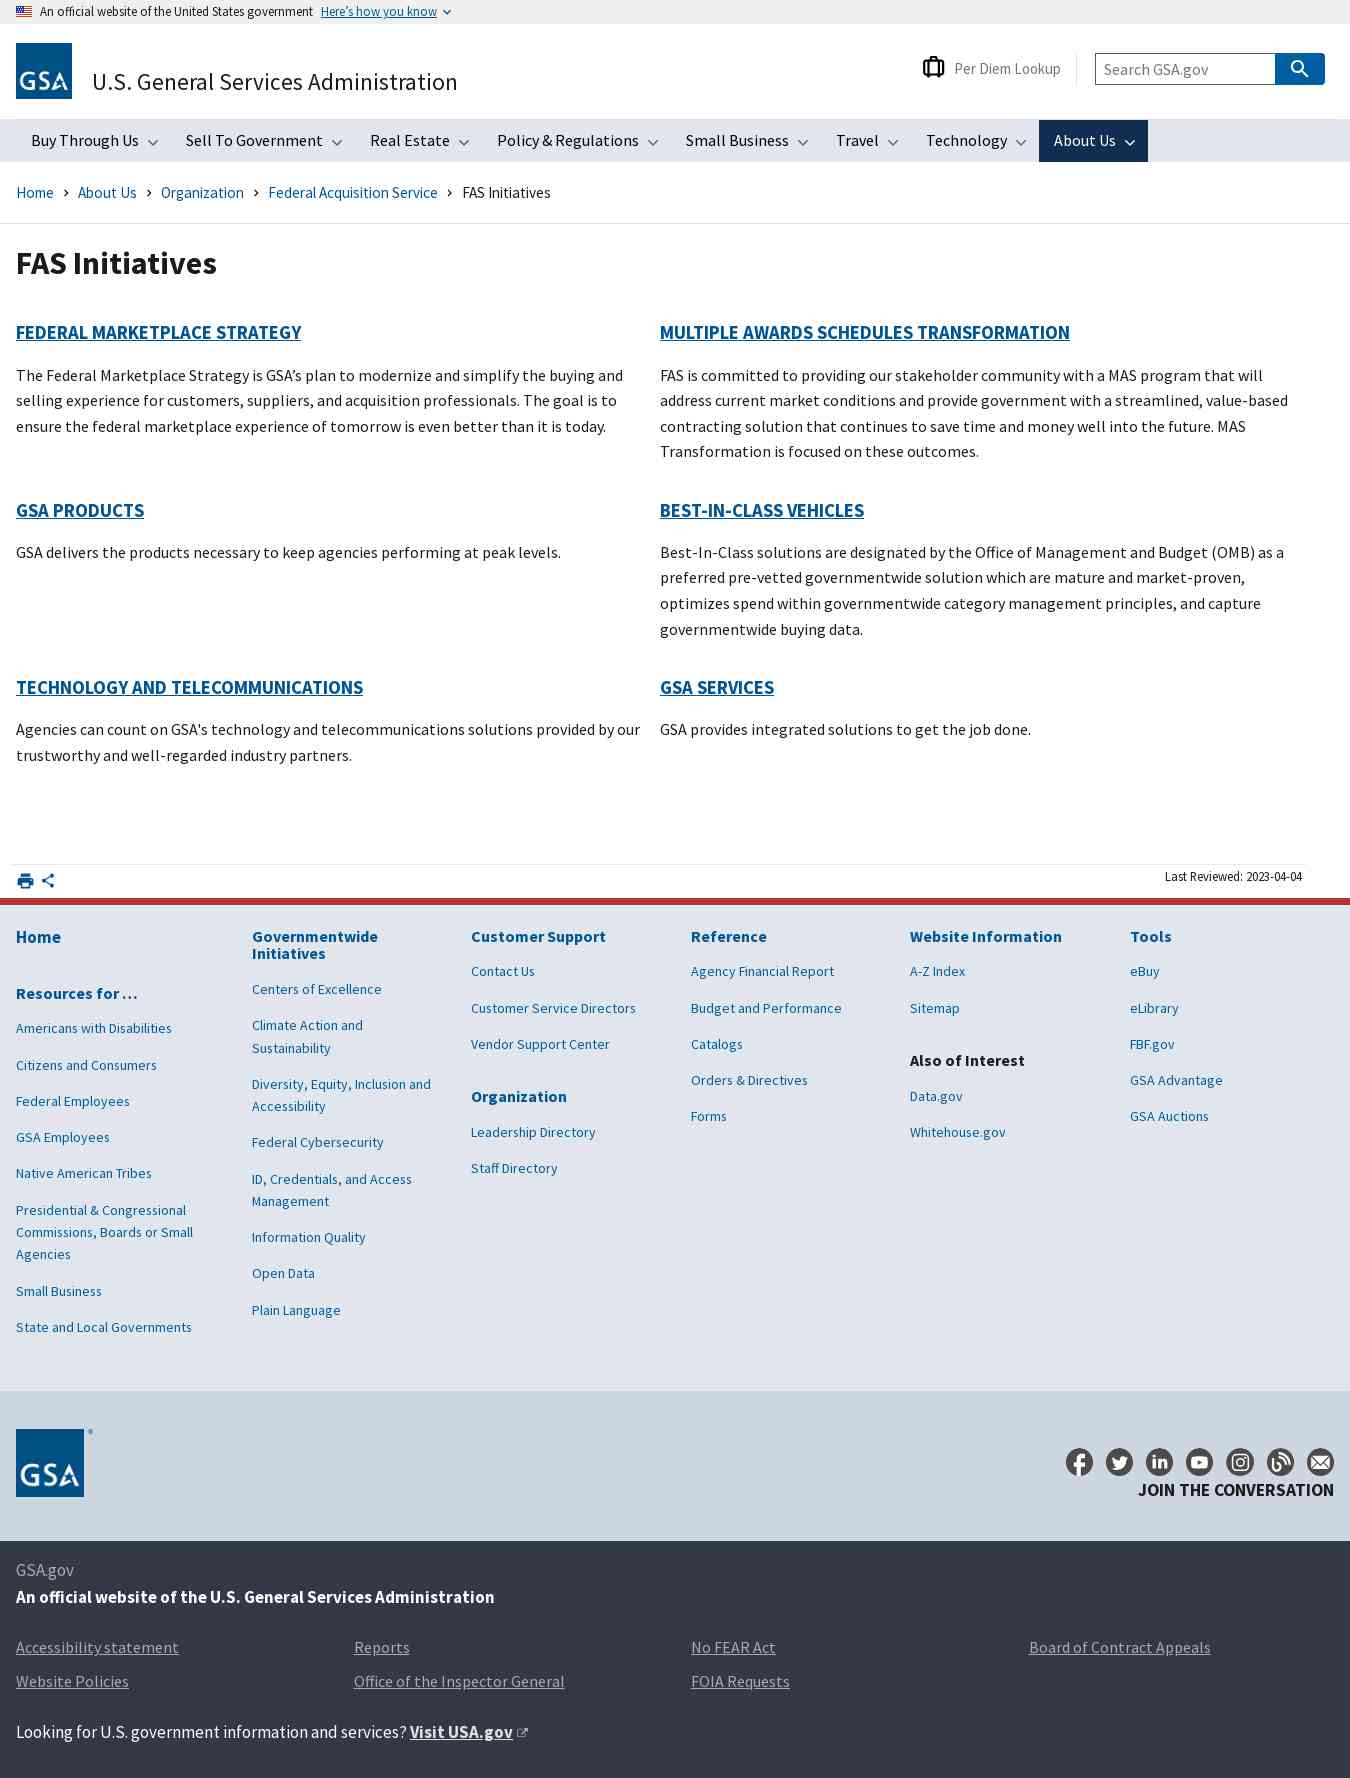 An official website of the United States government Here’s how you know
GSA
U.S. General Services Administration
Per Diem Lookup
Search GSA.gov
Buy Through Us Sell To Government Real Estate Policy & Regulations Small Business Travel Technology About Us
Home About Us Organization Federal Acquisition Service FAS Initiatives
FAS Initiatives
FEDERAL MARKETPLACE STRATEGY
The Federal Marketplace Strategy is GSA’s plan to modernize and simplify the buying and
selling experience for customers, suppliers, and acquisition professionals. The goal is to
ensure the federal marketplace experience of tomorrow is even better than it is today.
MULTIPLE AWARDS SCHEDULES TRANSFORMATION
FAS is committed to providing our stakeholder community with a MAS program that will
address current market conditions and provide government with a streamlined, value-based
contracting solution that continues to save time and money well into the future. MAS
Transformation is focused on these outcomes.
GSA PRODUCTS
GSA delivers the products necessary to keep agencies performing at peak levels.
BEST-IN-CLASS VEHICLES
Best-In-Class solutions are designated by the Office of Management and Budget (OMB) as a
preferred pre-vetted governmentwide solution which are mature and market-proven,
optimizes spend within governmentwide category management principles, and capture
governmentwide buying data.
TECHNOLOGY AND TELECOMMUNICATIONS
Agencies can count on GSA's technology and telecommunications solutions provided by our
trustworthy and well-regarded industry partners.
GSA SERVICES
GSA provides integrated solutions to get the job done.
Last Reviewed: 2023-04-04
Home
Resources for …
Americans with Disabilities
Citizens and Consumers
Federal Employees
GSA Employees
Native American Tribes
Presidential & Congressional
Commissions, Boards or Small
Agencies
Small Business
State and Local Governments
Governmentwide
Initiatives
Centers of Excellence
Climate Action and
Sustainability
Diversity, Equity, Inclusion and
Accessibility
Federal Cybersecurity
ID, Credentials, and Access
Management
Information Quality
Open Data
Plain Language
Customer Support
Contact Us
Customer Service Directors
Vendor Support Center
Organization
Leadership Directory
Staff Directory
Reference
Agency Financial Report
Budget and Performance
Catalogs
Orders & Directives
Forms
Website Information
A-Z Index
Sitemap
Also of Interest
Data.gov
Whitehouse.gov
Tools
eBuy
eLibrary
FBF.gov
GSA Advantage
GSA Auctions
GSA
JOIN THE CONVERSATION
GSA.gov
An official website of the U.S. General Services Administration
Accessibility statement Reports No FEAR Act Board of Contract Appeals
Website Policies Office of the Inspector General FOIA Requests
Looking for U.S. government information and services? Visit USA.gov